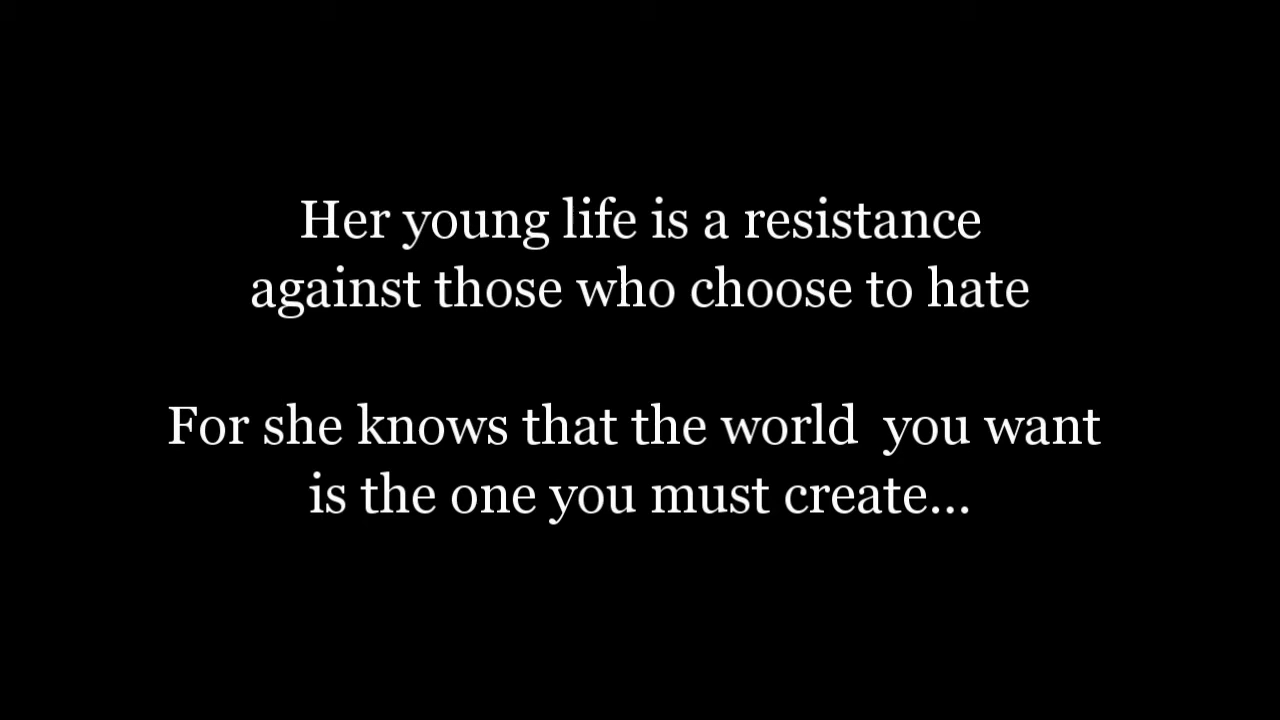 Her young life is a resistance
against those who choose to hate
For she knows that the world  you want
is the one you must create...